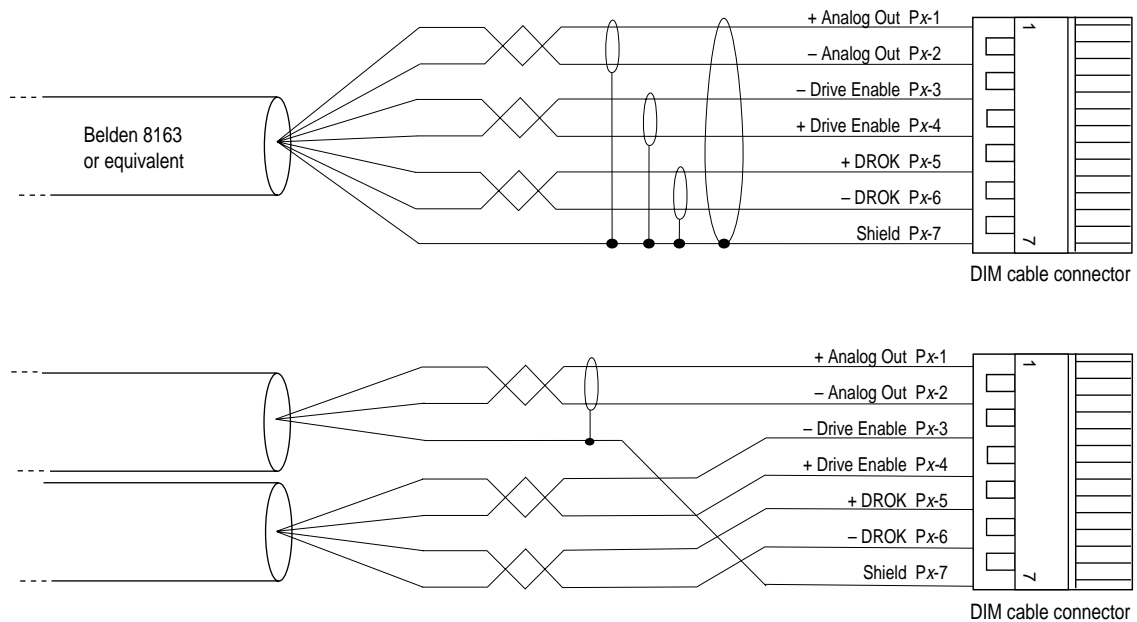 + Analog Out Px-1
1
– Analog Out Px-2
– Drive Enable Px-3
Belden 8163
or equivalent
+ Drive Enable Px-4
+ DROK Px-5
– DROK Px-6
Shield Px-7
7
DIM cable connector
+ Analog Out Px-1
1
– Analog Out Px-2
– Drive Enable Px-3
+ Drive Enable Px-4
+ DROK Px-5
– DROK Px-6
Shield Px-7
7
DIM cable connector